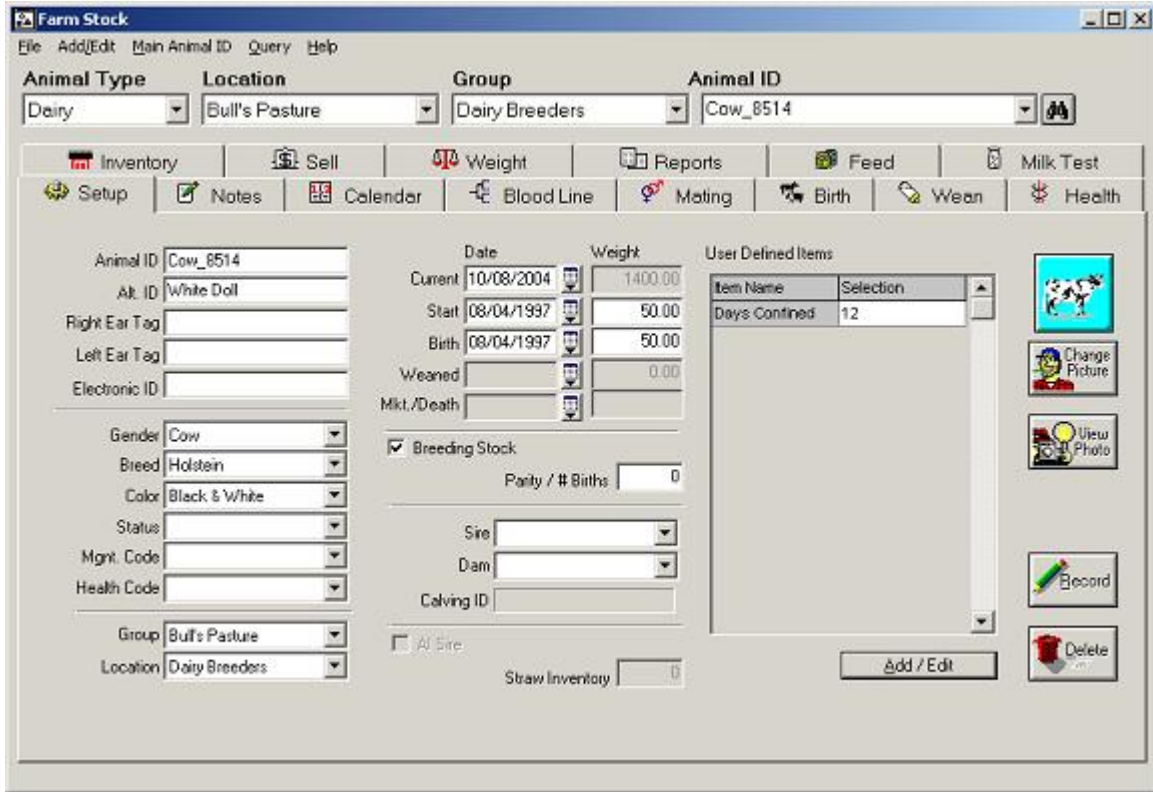 Farm Stock
File Add/Edit Main Animal ID Query Help
Animal Type Location Group Animal ID
Dairy Bull's Pasture Dairy Breeders Cow_8514
Inventory Sell Weight Reports Feed Milk Test
Setup Notes Calendar Blood Line Mating Birth Wean Health
Date Weight User Defined Items
Animal ID Cow_8514
Alt. ID White Doll
Right Ear Tag
Left Ear Tag
Electronic ID
Gender Cow
Breed Holstein
Color Black & White
Status
Mgnt. Code
Health Code
Group Bull's Pasture
Location Dairy Breeders
Current 10/08/2004 1400.00
Start 08/04/1997 50.00
Birth 08/04/1997 50.00
Weaned 0.00
Mkt./Death
Breeding Stock
Parity / # Births 0
Sire
Dam
Calving ID
AI Sire
Straw Inventory 0
Item Name Selection
Days Confined 12
Add / Edit
Change
Picture
View
Photo
Record
Delete